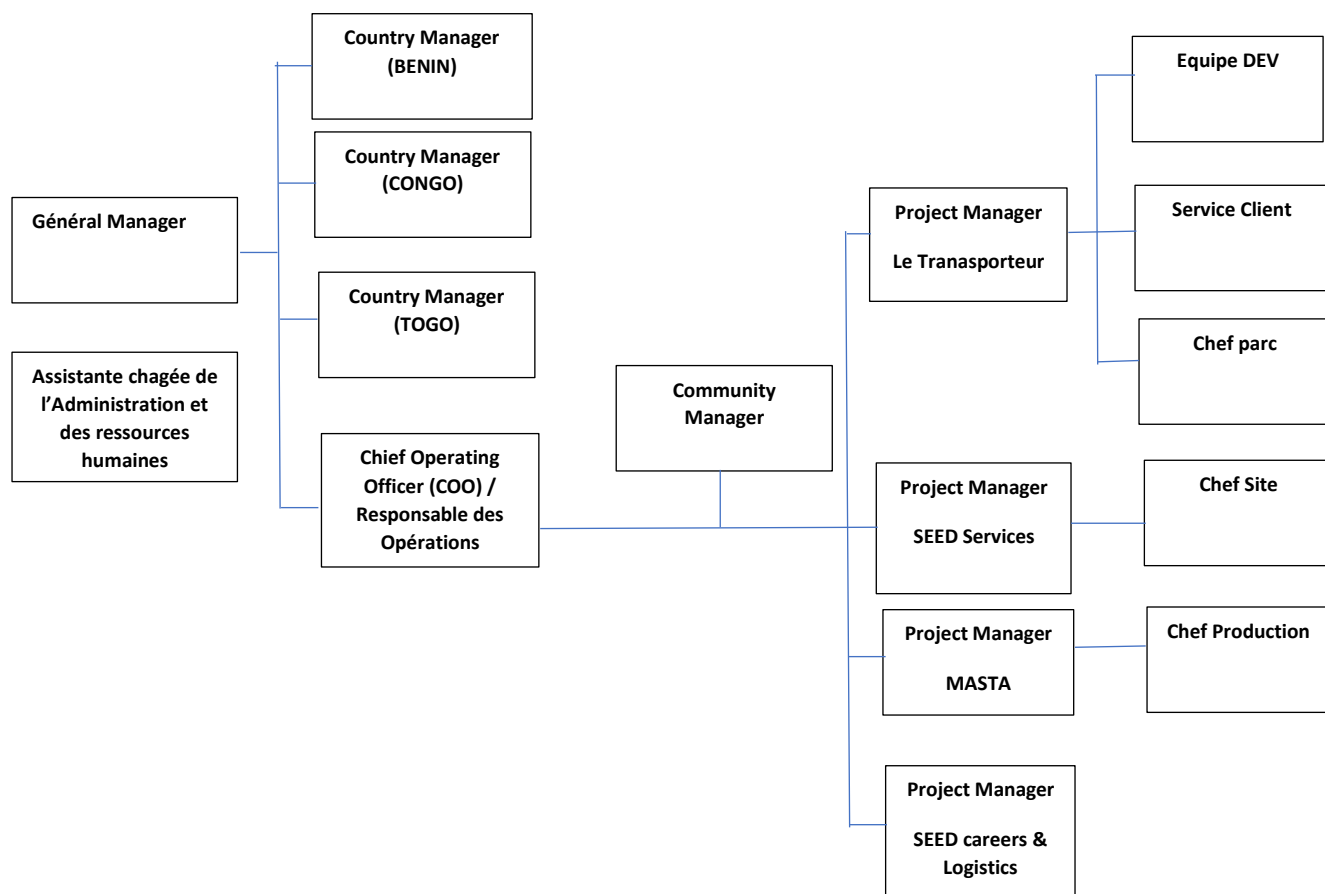 Country Manager
(BENIN)
Country Manager
(CONGO)
Général Manager
Country Manager
(TOGO)
Assistante chagée de
l’Administration et
des ressources
humaines
Chief Operating
Officer (COO) /
Responsable des
Opérations
Community
Manager
Project Manager
Le Tranasporteur
Equipe DEV
Service Client
Chef parc
Project Manager
SEED Services
Chef Site
Project Manager
MASTA
Chef Production
Project Manager
SEED careers &
Logistics